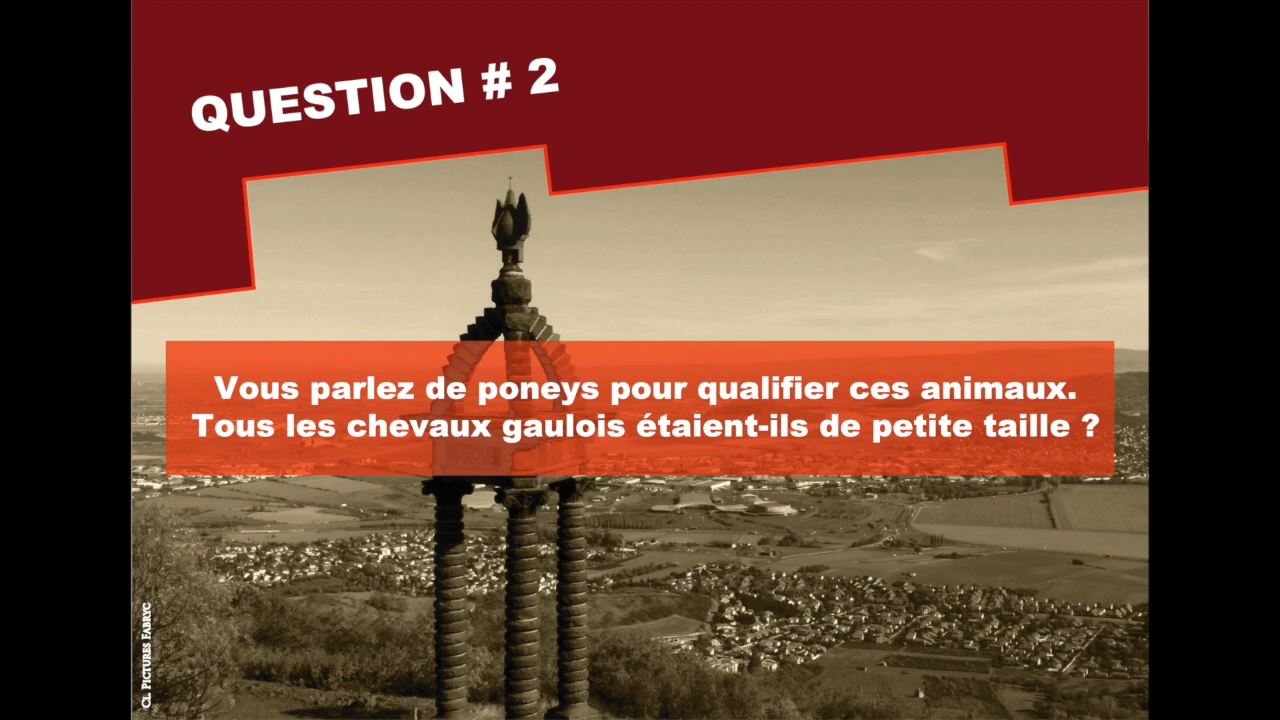 QUESTION # 2
Vous parlez de poneys pour qualifier ces animaux.
Tous les chevaux gaulois étaient-ils de petite taille ?
CL. PICTURES FABRYC